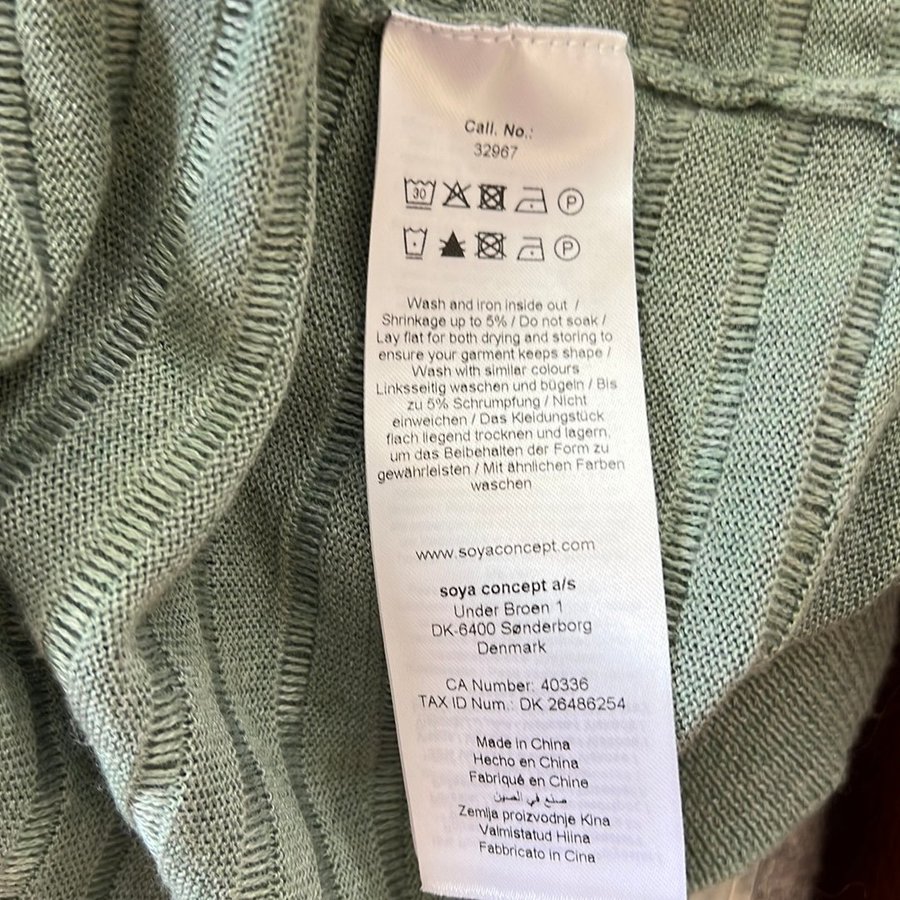 Call. No.:
32967
30
P
P
Wash and iron inside out /
Shrinkage up to 5% / Do not soak /
Lay flat for both drying and storing to
ensure your garment keeps shape /
Wash with similar colours
Linksseitig waschen und bügeln / Bis
zu 5% Schrumpfung / Nicht
einweichen / Das Kleidungstück
flach liegend trocknen und lagern,
um das Beibehalten der Form zu
gewährleisten / Mit ähnlichen Farben
waschen
www.soyaconcept.com
soya concept a/s
Under Broen 1
DK-6400 Sønderborg
Denmark
CA Number: 40336
TAX ID Num.: DK 26486254
Made in China
Hecho en China
Fabriqué en Chine
صنع في الصين
Zemlja proizvodnje Kina
Valmistatud Hiina
Fabbricato in Cina